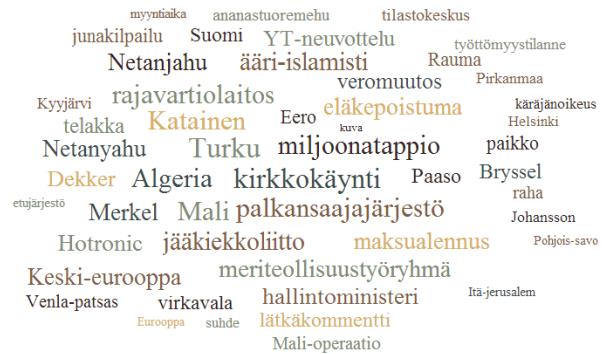 myyntiaika ananastuoremehu tilastokeskus
junakilpailu Suomi YT-neuvottelu työttömyystilanne
Netanjahu ääri-islamisti Rauma
rajavartiolaitos veromuutos Pirkanmaa
Kyyjärvi eläkepoistuma käräjänoikeus
telakka Katainen Eero kuva Helsinki
Netanyahu Turku miljoonatappio paikko
Dekker Algeria kirkkokäynti Paaso Bryssel
etujärjestö Merkel Mali palkansaajajärjestö raha
Johansson
Hotronic jääkiekkoliitto maksualennus Pohjois-savo
Keski-eurooppa meriteollisuustyöryhmä
Venla-patsas virkavala hallintoministeri Itä-jerusalem
Eurooppa suhde lätkäkommentti
Mali-operaatio